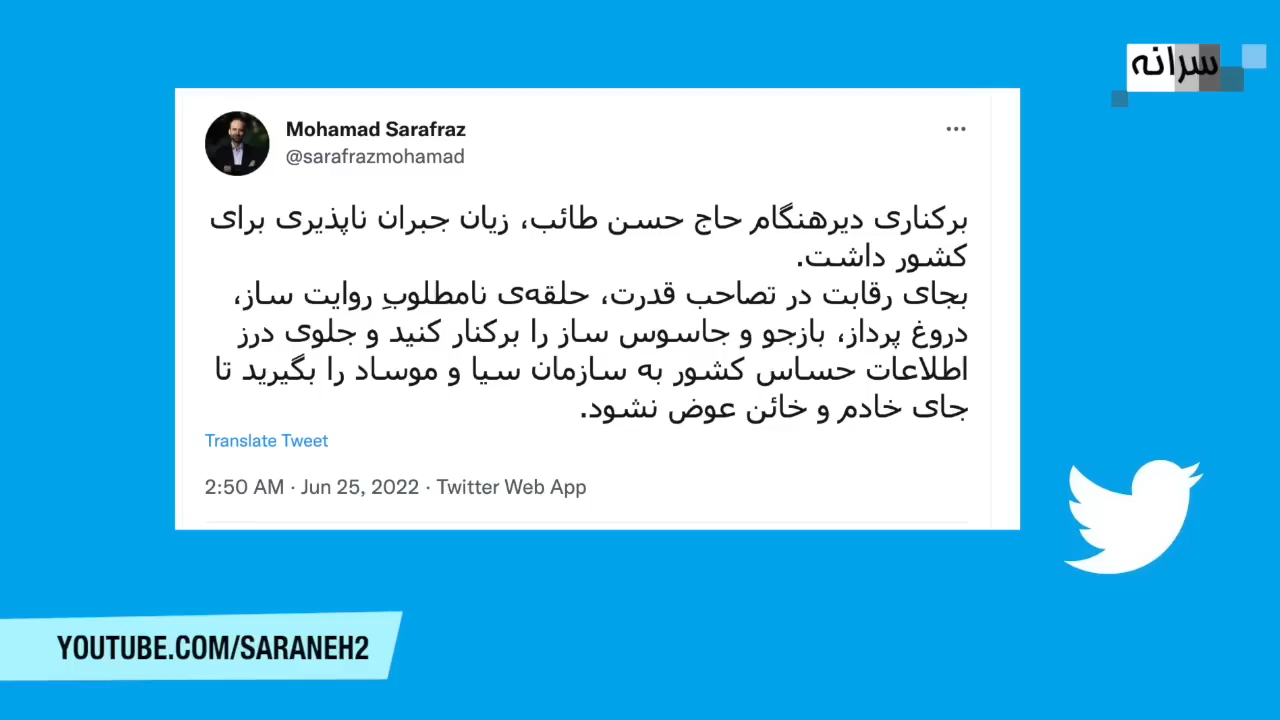 سرانه
Mohamad Sarafraz
@sarafrazmohamad
برکناری دیرهنگام حاج حسن طائب، زیان جبران ناپذیری برای
کشور داشت.
بجای رقابت در تصاحب قدرت، حلقه‌ی نامطلوبِ روایت ساز،
دروغ پرداز، بازجو و جاسوس ساز را برکنار کنید و جلوی درز
اطلاعات حساس کشور به سازمان سیا و موساد را بگیرید تا
جای خادم و خائن عوض نشود.
Translate Tweet
2:50 AM · Jun 25, 2022 · Twitter Web App
YOUTUBE.COM/SARANEH2